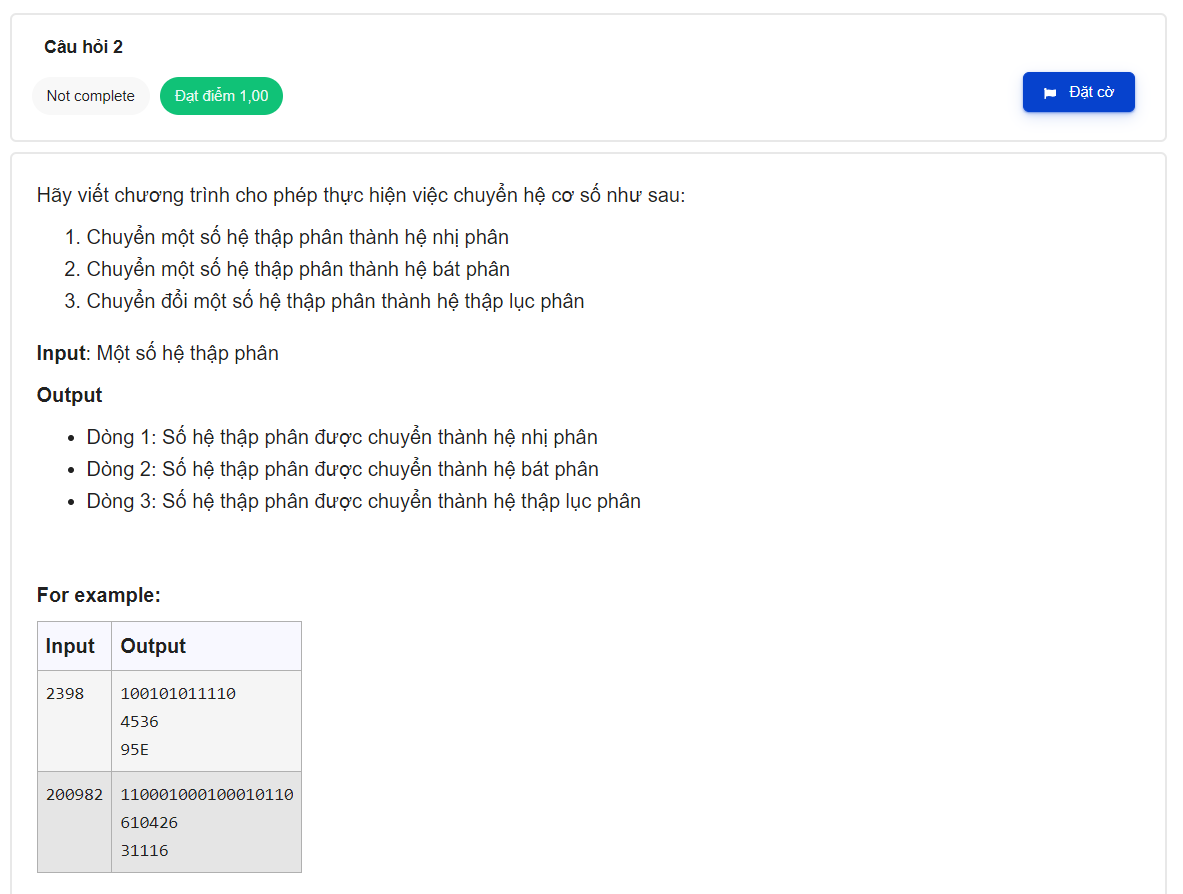 Câu hỏi 2
Not complete
Đạt điểm 1,00
Đặt cờ
Hãy viết chương trình cho phép thực hiện việc chuyển hệ cơ số như sau:
1. Chuyển một số hệ thập phân thành hệ nhị phân
2. Chuyển một số hệ thập phân thành hệ bát phân
3. Chuyển đổi một số hệ thập phân thành hệ thập lục phân
Input: Một số hệ thập phân
Output
• Dòng 1: Số hệ thập phân được chuyển thành hệ nhị phân
• Dòng 2: Số hệ thập phân được chuyển thành hệ bát phân
• Dòng 3: Số hệ thập phân được chuyển thành hệ thập lục phân
For example:
Input Output
2398 100101011110
4536
95E
200982 110001000100010110
610426
31116